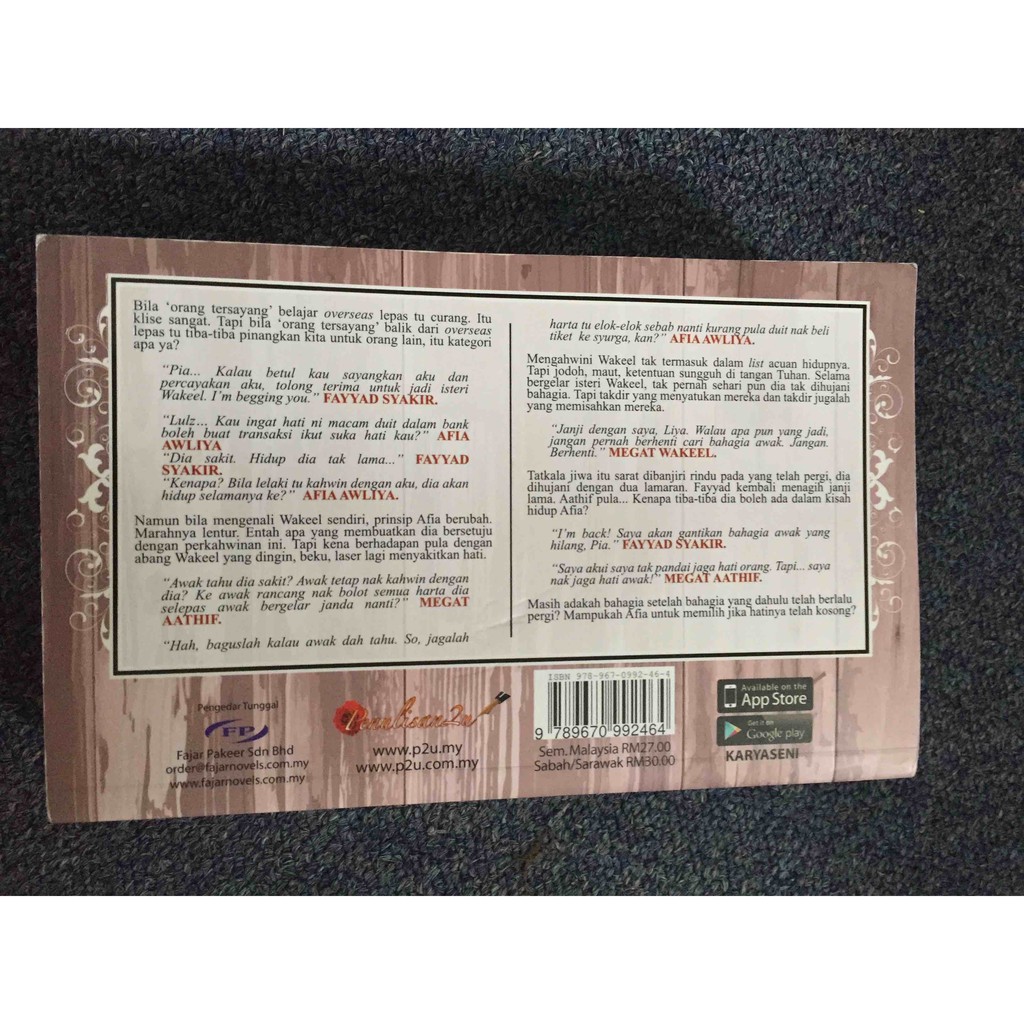 Bila ‘orang tersayang’ belajar overseas lepas tu curang. Itu
klise sangat. Tapi bila ‘orang tersayang’ balik dari overseas
lepas tu tiba-tiba pinangkan kita untuk orang lain, itu kategori
apa ya?
“Pia... Kalau betul kau sayangkan aku dan
percayakan aku, tolong terima untuk jadi isteri
Wakeel. I’m begging you.” FAYYAD SYAKIR.
“Lulz... Kau ingat hati ni macam duit dalam bank
boleh buat transaksi ikut suka hati kau?” AFIA
AWLIYA
“Dia sakit. Hidup dia tak lama...” FAYYAD
SYAKIR.
“Kenapa? Bila lelaki tu kahwin dengan aku, dia akan
hidup selamanya ke?” AFIA AWLIYA.
Namun bila mengenali Wakeel sendiri, prinsip Afia berubah.
Marahnya lentur. Entah apa yang membuatkan dia bersetuju
dengan perkahwinan ini. Tapi kena berhadapan pula dengan
abang Wakeel yang dingin, beku, laser lagi menyakitkan hati.
“Awak tahu dia sakit? Awak tetap nak kahwin dengan
dia? Ke awak rancang nak bolot semua harta dia
selepas awak bergelar janda nanti?” MEGAT
AATHIF.
“Hah, baguslah kalau awak dah tahu. So, jagalah
harta tu elok-elok sebab nanti kurang pula duit nak beli
tiket ke syurga, kan?” AFIA AWLIYA.
Mengahwini Wakeel tak termasuk dalam list acuan hidupnya.
Tapi jodoh, maut, ketentuan sungguh di tangan Tuhan. Selama
bergelar isteri Wakeel, tak pernah sehari pun dia tak dihujani
bahagia. Tapi takdir yang menyatukan mereka dan takdir jugalah
yang memisahkan mereka.
“Janji dengan saya, Liya. Walau apa pun yang jadi,
jangan pernah berhenti cari bahagia awak. Jangan.
Berhenti.” MEGAT WAKEEL.
Tatkala jiwa itu sarat dibanjiri rindu pada yang telah pergi, dia
dihujani dengan dua lamaran. Fayyad kembali menagih janji
lama. Aathif pula... Kenapa tiba-tiba dia boleh ada dalam kisah
hidup Afia?
“I’m back! Saya akan gantikan bahagia awak yang
hilang, Pia.” FAYYAD SYAKIR.
“Saya akui saya tak pandai jaga hati orang. Tapi... saya
nak jaga hati awak!” MEGAT AATHIF.
Masih adakah bahagia setelah bahagia yang dahulu telah berlalu
pergi? Mampukah Afia untuk memilih jika hatinya telah kosong?
Pengedar Tunggal
FP
Fajar Pakeer Sdn Bhd
order@fajarnovels.com.my
www.fajarnovels.com.my
Penulisan2u
www.p2u.my
www.p2u.com.my
ISBN 978-967-0992-46-4
9 789670 992464
Sem. Malaysia RM27.00
Sabah/Sarawak RM30.00
Available on the
App Store
Get it on
Google play
KARYASENI